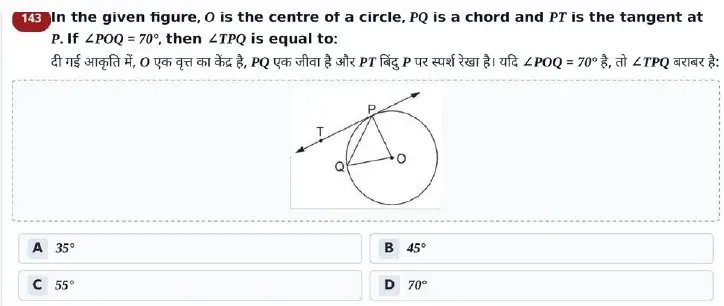 143 In the given figure, O is the centre of a circle, PQ is a chord and PT is the tangent at
P. If ∠POQ = 70°, then ∠TPQ is equal to:
दी गई आकृति में, O एक वृत्त का केंद्र है, PQ एक जीवा है और PT बिंदु P पर स्पर्श रेखा है। यदि ∠POQ = 70° है, तो ∠TPQ बराबर है:
P
T
O
Q
A 35°
B 45°
C 55°
D 70°